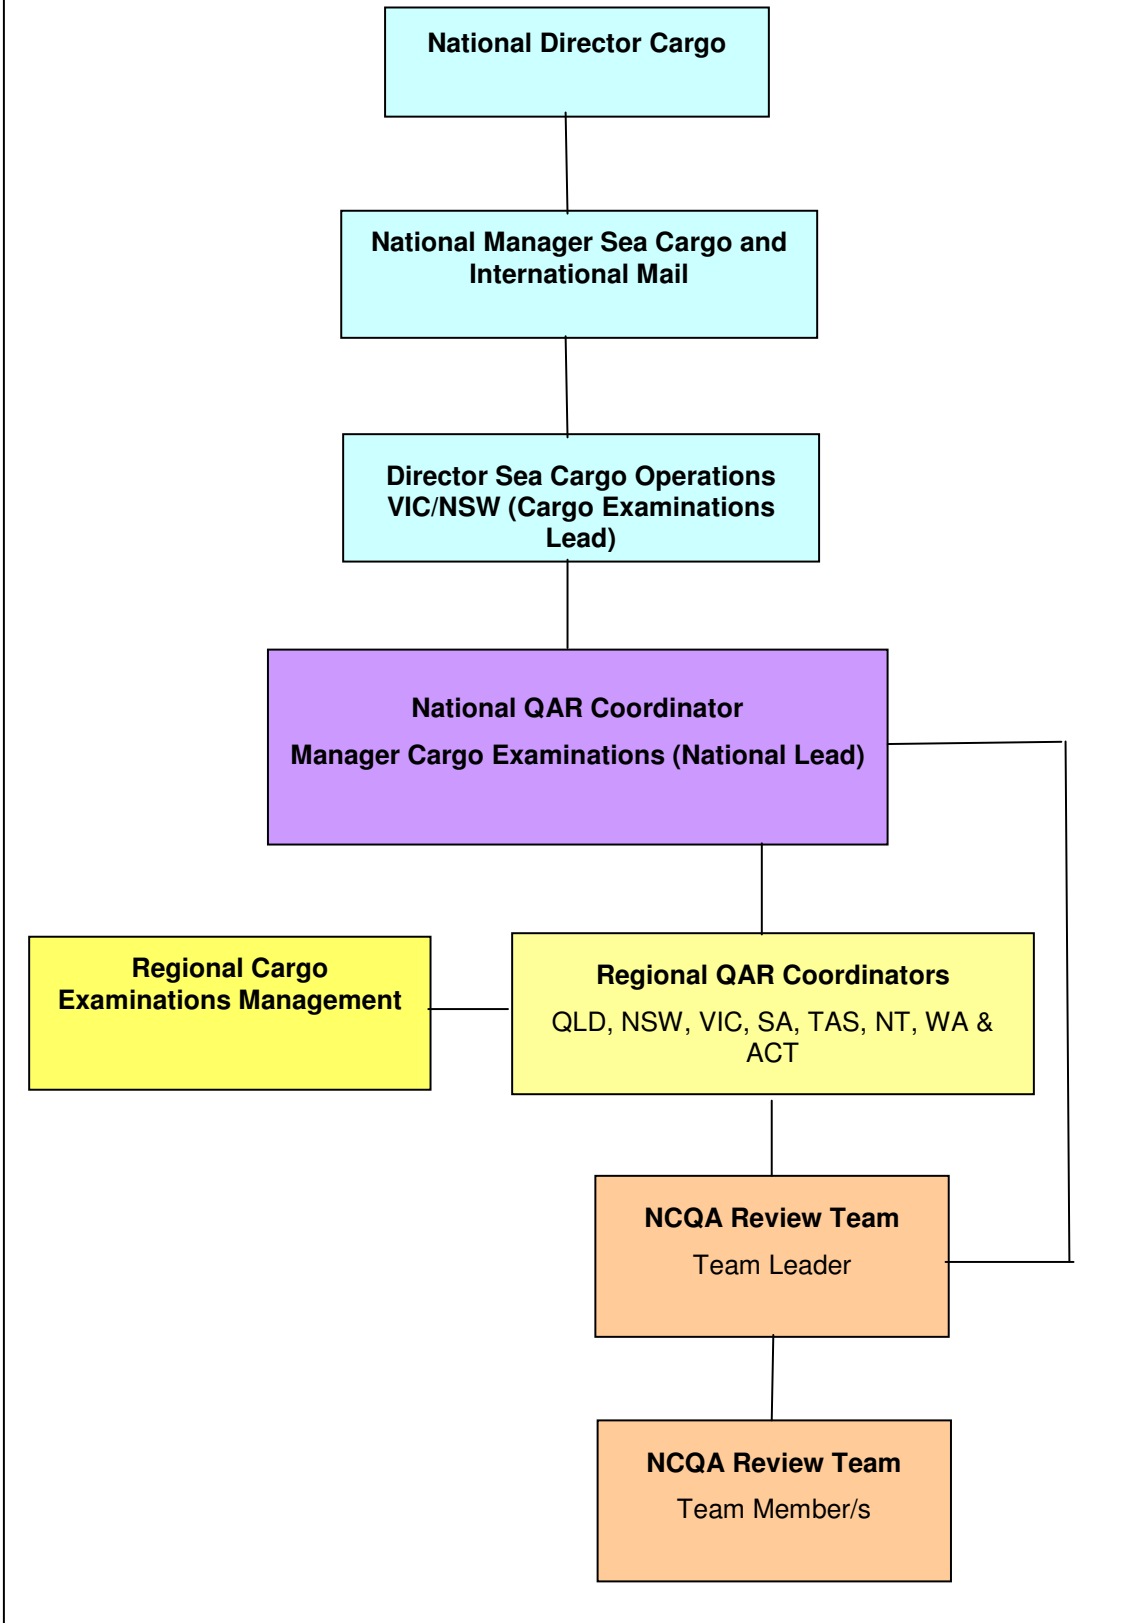 National Director Cargo
National Manager Sea Cargo and
International Mail
Director Sea Cargo Operations
VIC/NSW (Cargo Examinations
Lead)
National QAR Coordinator
Manager Cargo Examinations (National Lead)
Regional Cargo
Examinations Management
Regional QAR Coordinators
QLD, NSW, VIC, SA, TAS, NT, WA &
ACT
NCQA Review Team
Team Leader
NCQA Review Team
Team Member/s